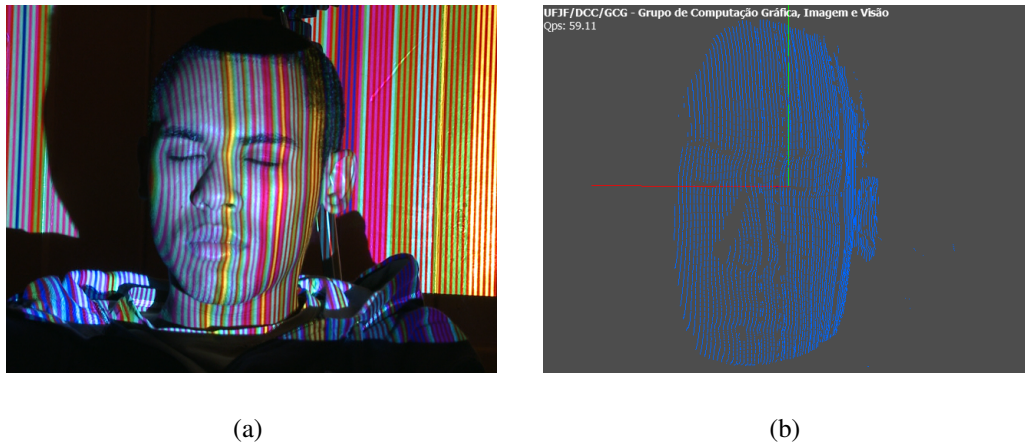 UFJF/DCC/GCG - Grupo de Computação Gráfica, Imagem e Visão
Qps: 59.11
(a)
(b)